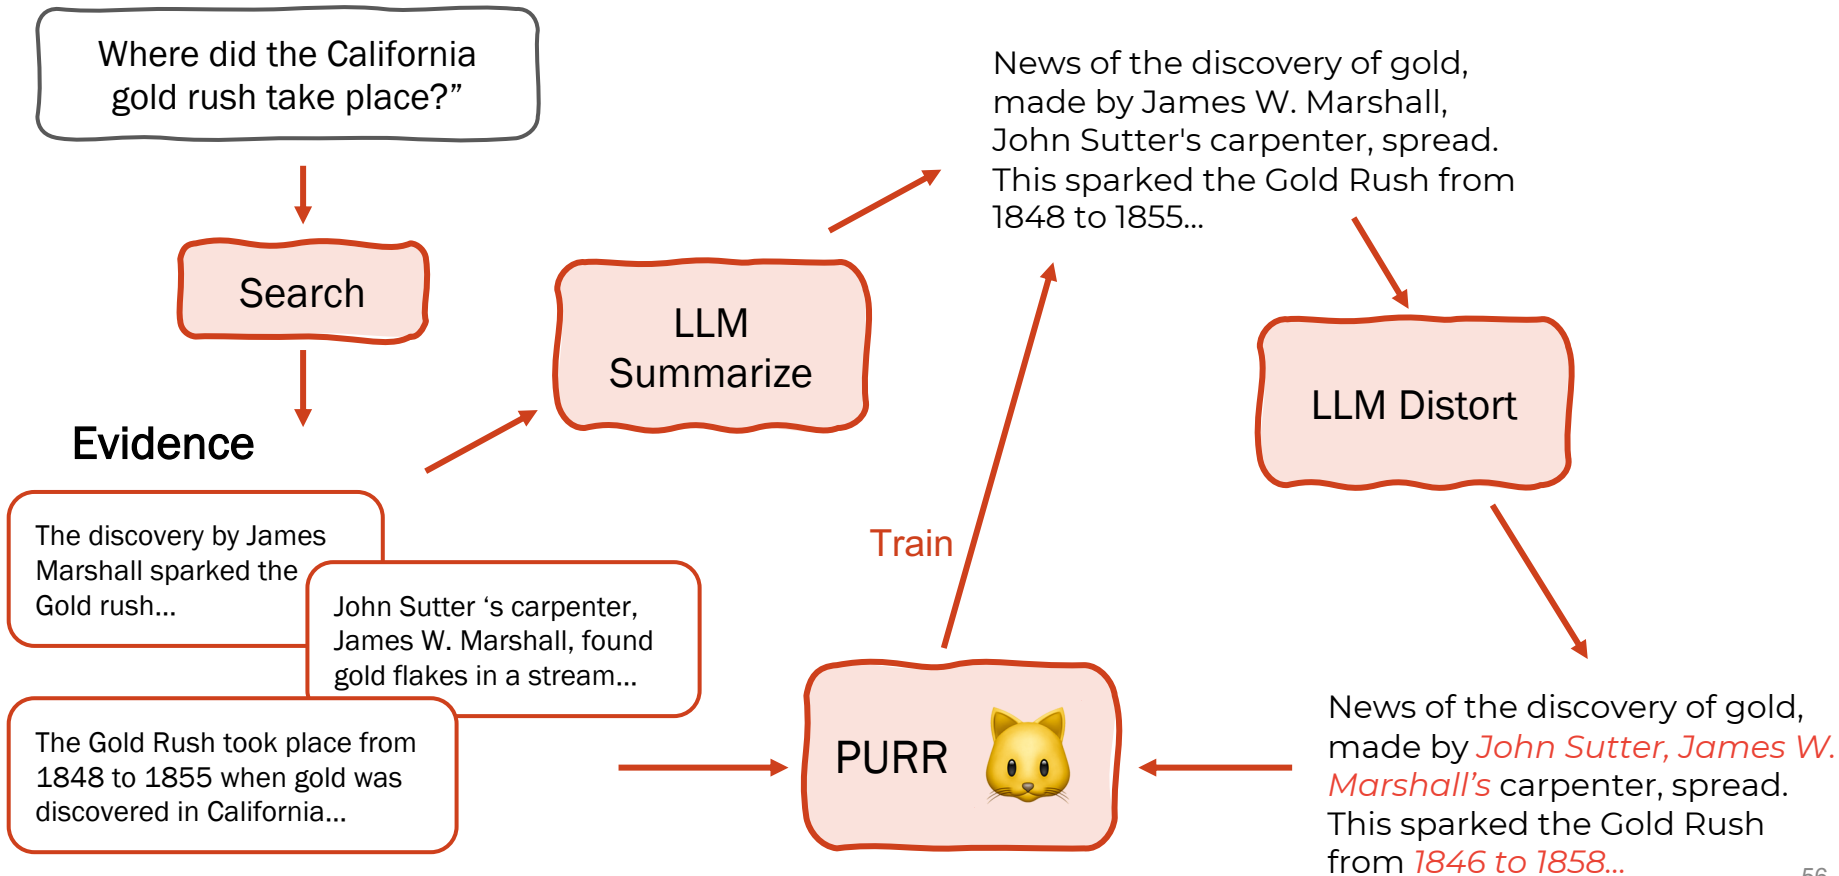 Where did the California
gold rush take place?”
Search
Evidence
The discovery by James
Marshall sparked the
Gold rush...
John Sutter ‘s carpenter,
James W. Marshall, found
gold flakes in a stream...
The Gold Rush took place from
1848 to 1855 when gold was
discovered in California...
LLM
Summarize
News of the discovery of gold,
made by James W. Marshall,
John Sutter's carpenter, spread.
This sparked the Gold Rush from
1848 to 1855...
LLM Distort
Train
PURR
News of the discovery of gold,
made by John Sutter, James W.
Marshall’s carpenter, spread.
This sparked the Gold Rush
from 1846 to 1858...
56